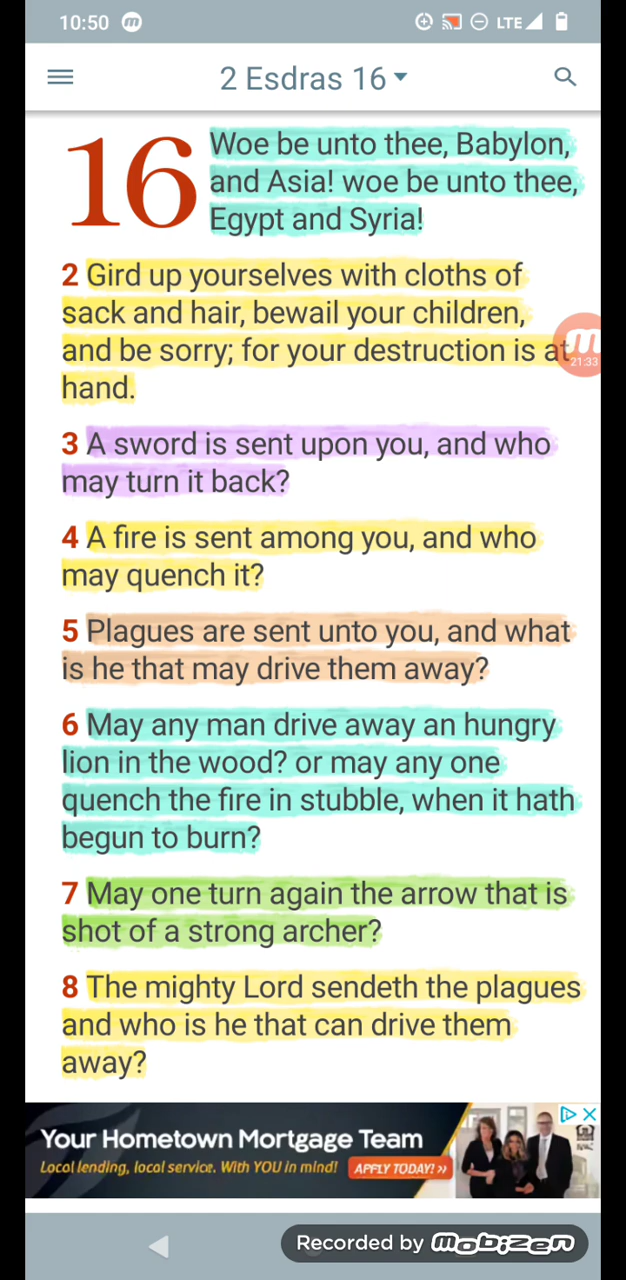 10:50
LTE
2 Esdras 16
16 Woe be unto thee, Babylon,
and Asia! woe be unto thee,
Egypt and Syria!
2 Gird up yourselves with cloths of
sack and hair, bewail your children,
and be sorry; for your destruction is at
hand.
21:33
3 A sword is sent upon you, and who
may turn it back?
4 A fire is sent among you, and who
may quench it?
5 Plagues are sent unto you, and what
is he that may drive them away?
6 May any man drive away an hungry
lion in the wood? or may any one
quench the fire in stubble, when it hath
begun to burn?
7 May one turn again the arrow that is
shot of a strong archer?
8 The mighty Lord sendeth the plagues
and who is he that can drive them
away?
Your Hometown Mortgage Team
Local lending, local service. With YOU in mind! APPLY TODAY! »
Recorded by mobizen